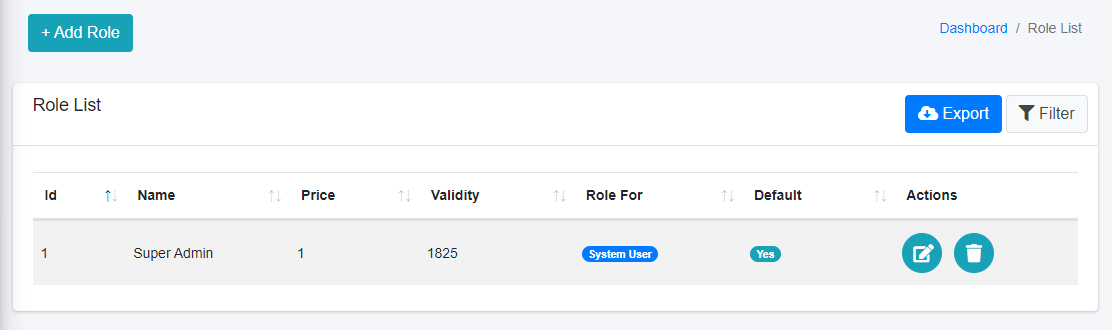 + Add Role
Dashboard / Role List
Role List
Export Filter
Id Name Price Validity Role For Default Actions
1 Super Admin 1 1825 System User Yes